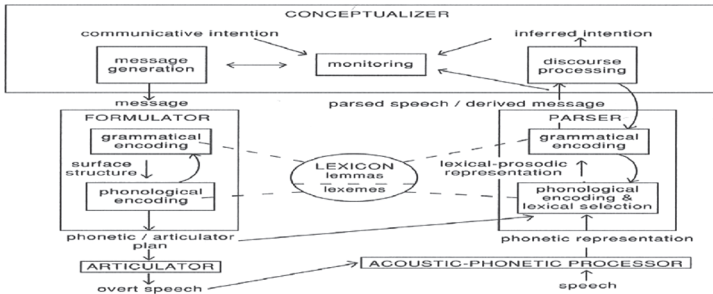 CONCEPTUALIZER
communicative intention
inferred intention
message
generation
monitoring
discourse
processing
message
parsed speech / derived message
FORMULATOR
PARSER
grammatical
encoding
grammatical
encoding
surface
structure
LEXICON
lemmas
lexemes
lexical-prosodic
representation
phonological
encoding
phonological
encoding &
lexical selection
phonetic / articulator
plan
phonetic representation
ARTICULATOR
ACOUSTIC-PHONETIC PROCESSOR
overt speech
speech